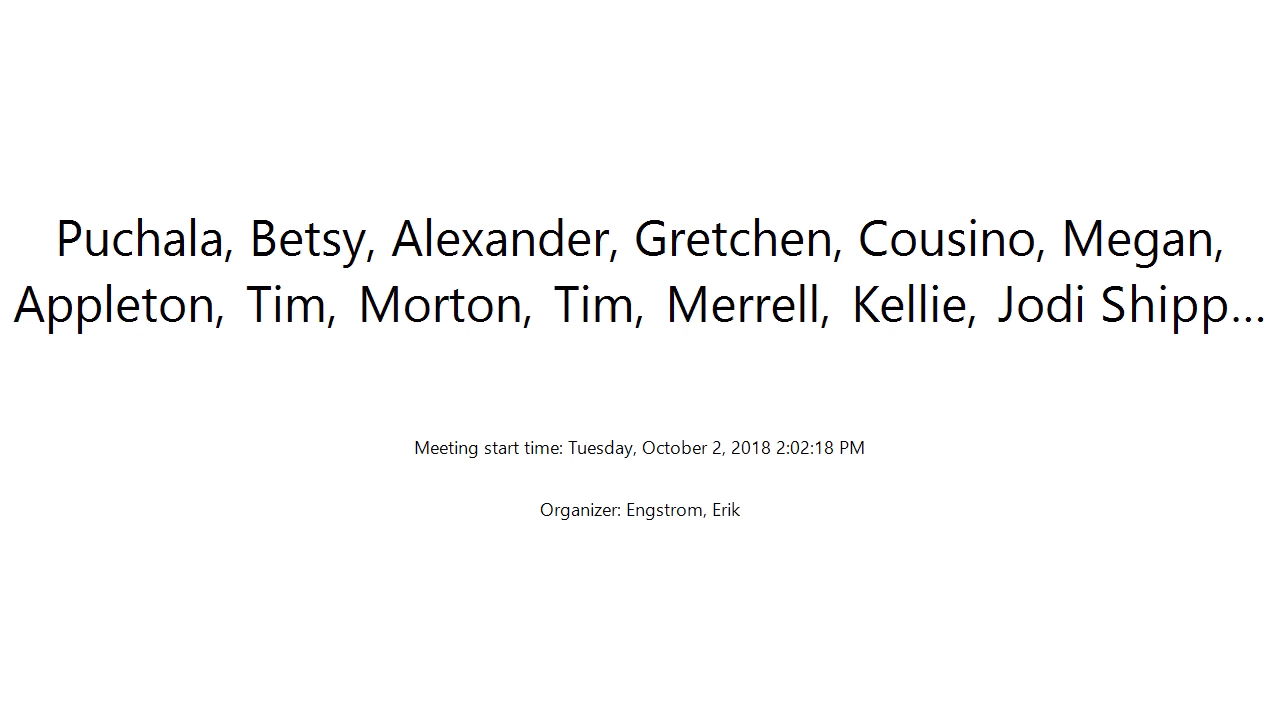 Puchala, Betsy, Alexander, Gretchen, Cousino, Megan,
Appleton, Tim, Morton, Tim, Merrell, Kellie, Jodi Shipp...
Meeting start time: Tuesday, October 2, 2018 2:02:18 PM
Organizer: Engstrom, Erik